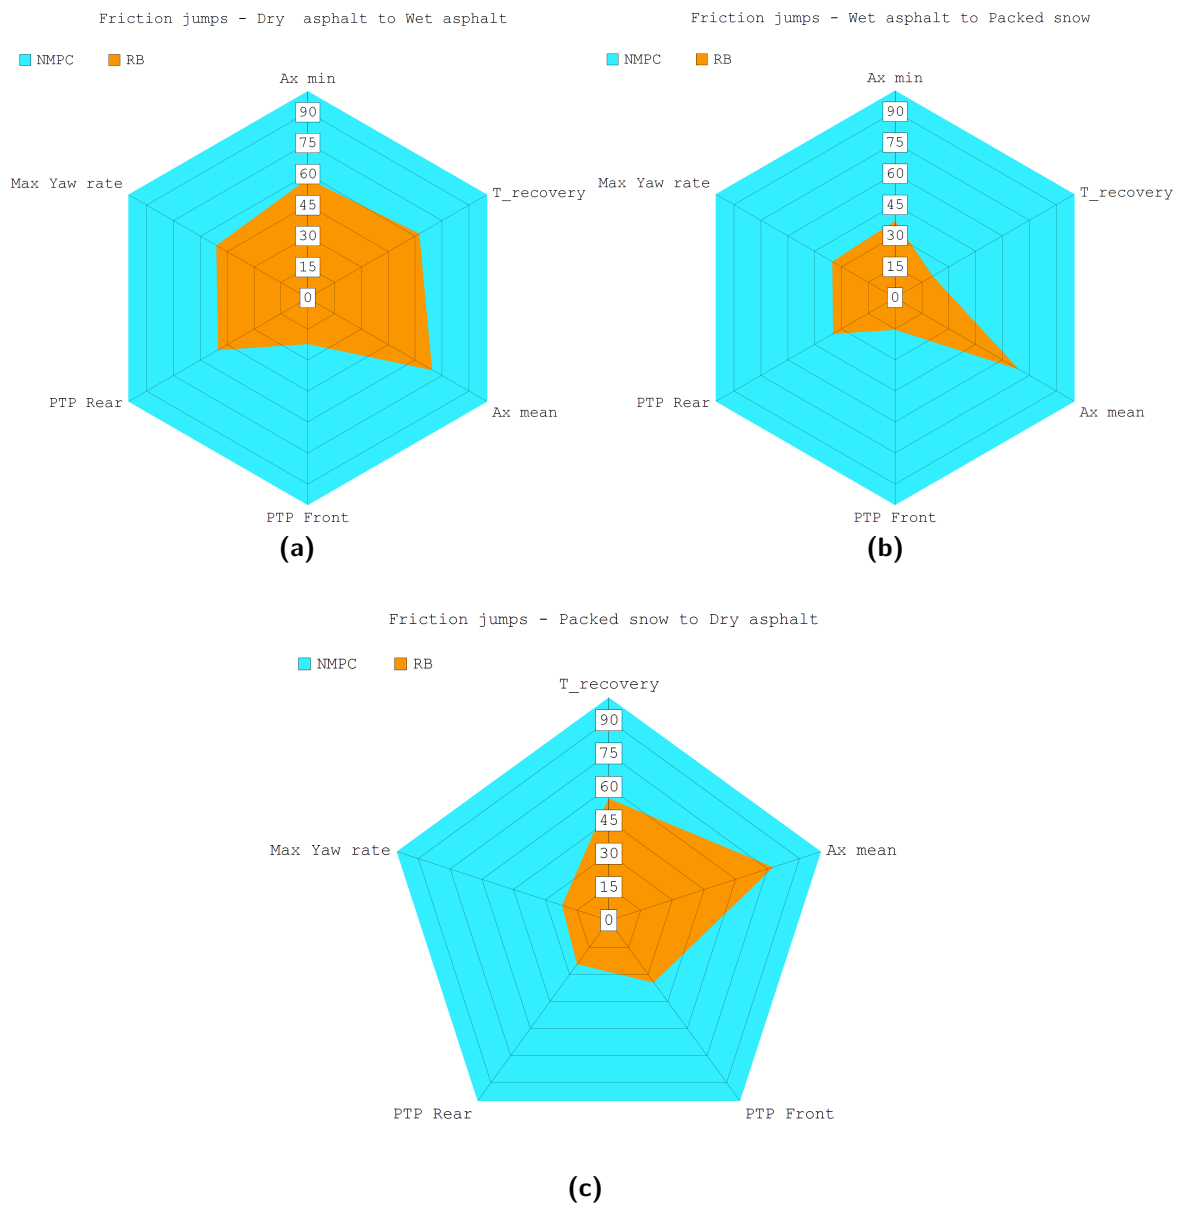 Friction jumps - Dry  asphalt to Wet asphalt
NMPC RB
Ax min
90
75
60
45
30
15
0
T_recovery
Ax mean
PTP Front
PTP Rear
Max Yaw rate
(a)
Friction jumps - Wet asphalt to Packed snow
NMPC RB
Ax min
90
75
60
45
30
15
0
T_recovery
Ax mean
PTP Front
PTP Rear
Max Yaw rate
(b)
Friction jumps - Packed snow to Dry asphalt
NMPC RB
T_recovery
90
75
60
45
30
15
0
Ax mean
PTP Front
PTP Rear
Max Yaw rate
(c)